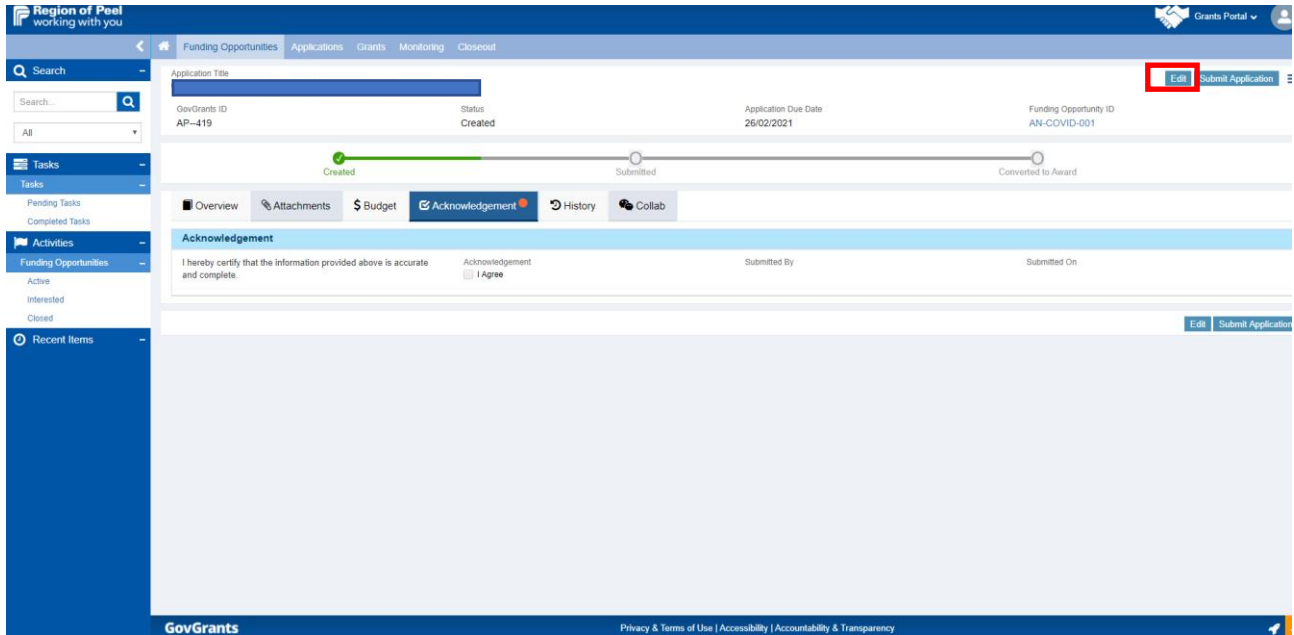 Region of Peel
working with you
Grants Portal
Funding Opportunities Applications Grants Monitoring Closeout
Search
Search...
All
Tasks
Tasks
Pending Tasks
Completed Tasks
Activities
Funding Opportunities
Active
Interested
Closed
Recent Items
Application Title
Edit Submit Application
GovGrants ID Status Application Due Date Funding Opportunity ID
AP--419 Created 26/02/2021 AN-COVID-001
Created Submitted Converted to Award
Overview Attachments $ Budget Acknowledgement History Collab
Acknowledgement
I hereby certify that the information provided above is accurate Acknowledgement Submitted By Submitted On
and complete. I Agree
Edit Submit Application
GovGrants Privacy & Terms of Use | Accessibility | Accountability & Transparency